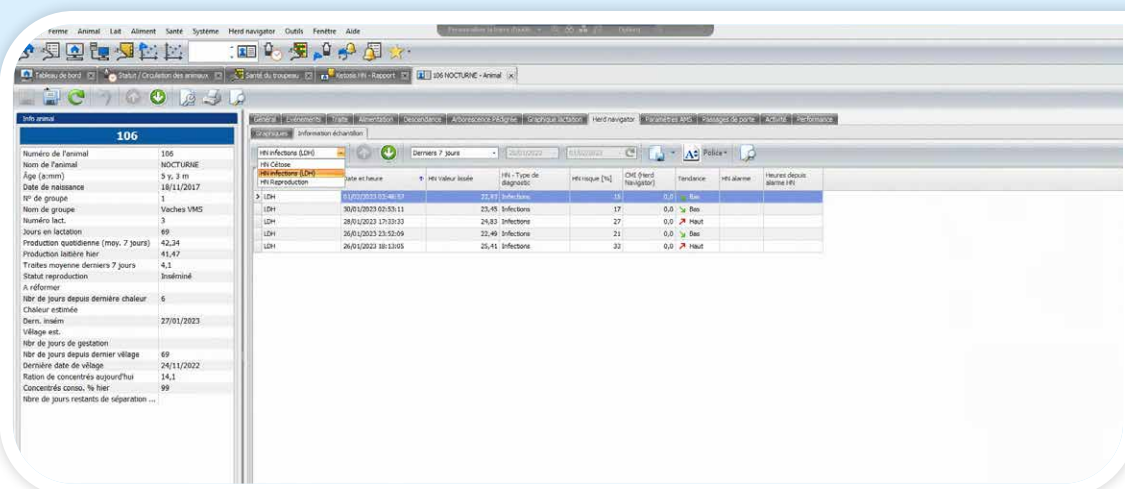 Ferme Animal Lait Aliment Santé Système Herd navigator Outils Fenêtre Aide
Tableau de bord Statut / Circulation des animaux Santé du troupeau Ketosis HN - Rapport 106 NOCTURNE - Animal
Info animal
106
Numéro de l'animal 106
Nom de l'animal NOCTURNE
Âge (a:mm) 5 y, 3 m
Date de naissance 18/11/2017
N° de groupe 1
Nom de groupe Vaches VMS
Numéro lact. 3
Jours en lactation 69
Production quotidienne (moy. 7 jours) 42,34
Production laitière hier 41,47
Traites moyenne derniers 7 jours 4,1
Statut reproduction Inséminé
A réformer
Nbr de jours depuis dernière chaleur 6
Chaleur estimée
Dern. insém 27/01/2023
Vêlage est.
Nbr de jours de gestation
Nbr de jours depuis dernier vêlage 69
Dernière date de vêlage 24/11/2022
Ration de concentrés aujourd'hui 14,1
Concentrés conso. % hier 99
Nbre de jours restants de séparation ...
Général Evénements Traite Alimentation Descendance Arborescence Pédigrée Graphique lactation Herd navigator Paramètres AMS Passages de porte Activité Performance
Graphiques Information échantillon
HN infections (LDH) Derniers 7 jours Police
HN Cétose
HN infections (LDH)
HN Reproduction
Date et heure HN Valeur lissée HN - Type de diagnostic HN risque [%] CMI (Herd Navigator) Tendance HN alarme Heures depuis alarme HN
LDH 01/02/2023 Infections 15 0,0 Bas
LDH 30/01/2023 02:53:11 23,45 Infections 17 0,0 Bas
LDH 28/01/2023 17:33:33 24,83 Infections 27 0,0 Haut
LDH 26/01/2023 23:52:09 22,49 Infections 21 0,0 Bas
LDH 26/01/2023 18:13:05 25,41 Infections 33 0,0 Haut